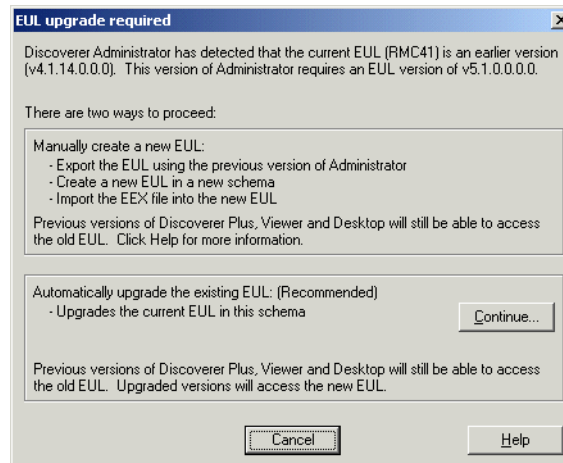 EUL upgrade required
Discoverer Administrator has detected that the current EUL (RMC41) is an earlier version
(v4.1.14.0.0.0). This version of Administrator requires an EUL version of v5.1.0.0.0.0.
There are two ways to proceed:
Manually create a new EUL:
- Export the EUL using the previous version of Administrator
- Create a new EUL in a new schema
- Import the EEX file into the new EUL
Previous versions of Discoverer Plus, Viewer and Desktop will still be able to access
the old EUL. Click Help for more information.
Automatically upgrade the existing EUL: (Recommended)
- Upgrades the current EUL in this schema
Continue...
Previous versions of Discoverer Plus, Viewer and Desktop will still be able to access
the old EUL. Upgraded versions will access the new EUL.
Cancel
Help